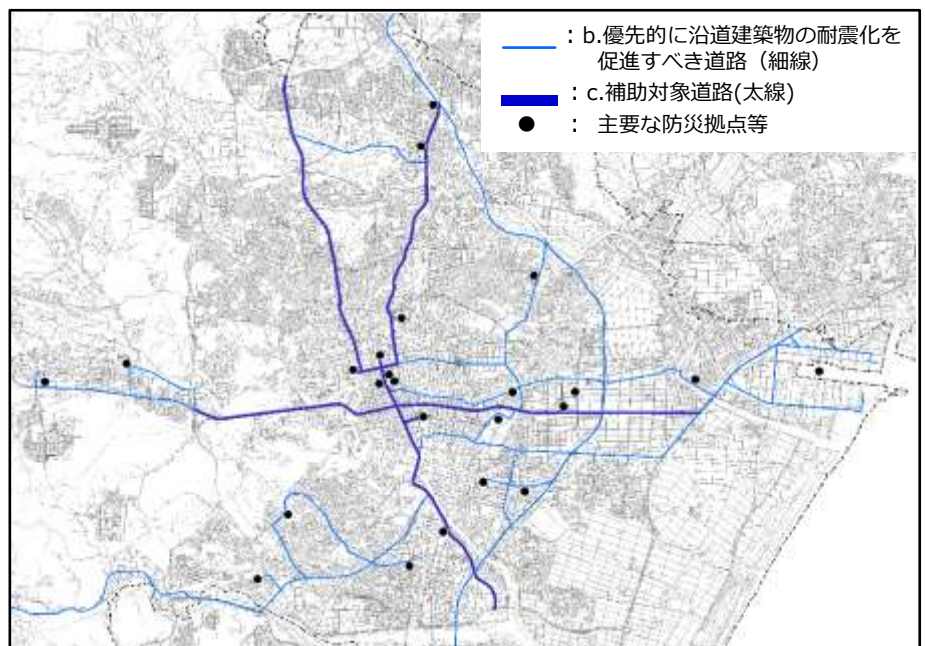 ：b.優先的に沿道建築物の耐震化を
促進すべき道路（細線）
：c.補助対象道路(太線)
：主要な防災拠点等